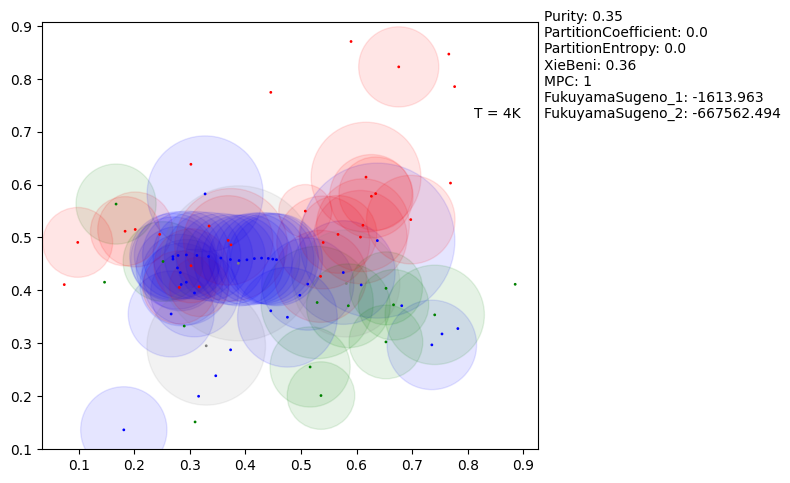 Purity: 0.35
PartitionCoefficient: 0.0
PartitionEntropy: 0.0
XieBeni: 0.36
MPC: 1
FukuyamaSugeno_1: -1613.963
FukuyamaSugeno_2: -667562.494
T = 4K
0.9
0.8
0.7
0.6
0.5
0.4
0.3
0.2
0.1
0.1 0.2 0.3 0.4 0.5 0.6 0.7 0.8 0.9